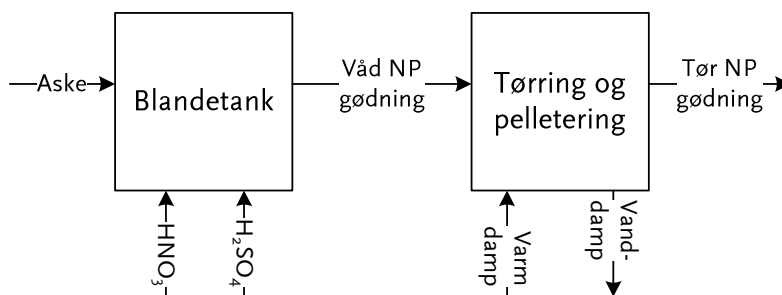 Aske
Blandetank
Våd NP
gødning
Tørring og
pelletering
Tør NP
gødning
HNO₃
H₂SO₄
Varm
damp
Vand-
damp